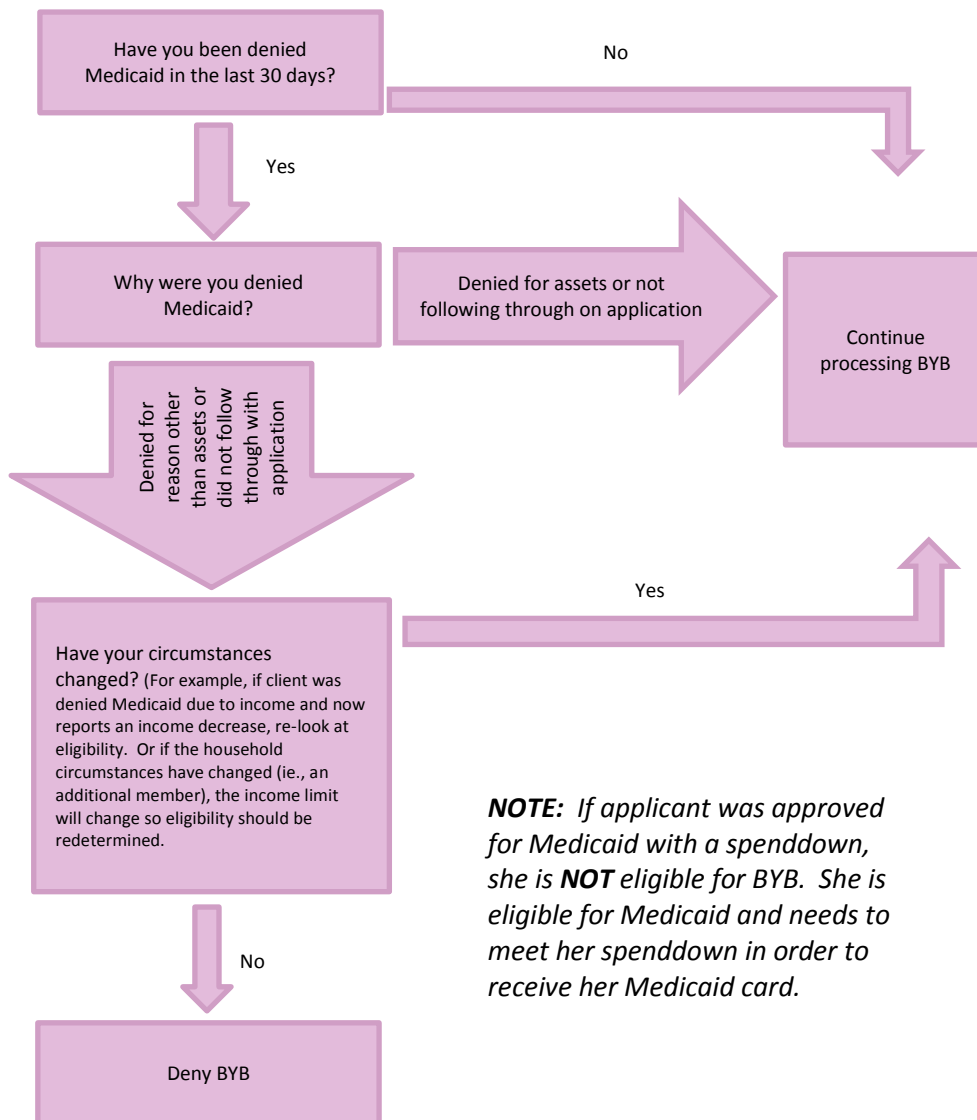 Have you been denied
Medicaid in the last 30 days?
No
Yes
Why were you denied
Medicaid?
Denied for assets or not
following through on application
Continue
processing BYB
Denied for
reason other
than assets or
did not follow
through with
application
Yes
Have your circumstances
changed? (For example, if client was
denied Medicaid due to income and now
reports an income decrease, re-look at
eligibility.  Or if the household
circumstances have changed (ie., an
additional member), the income limit
will change so eligibility should be
redetermined.
NOTE:  If applicant was approved
for Medicaid with a spenddown,
she is NOT eligible for BYB.  She is
eligible for Medicaid and needs to
meet her spenddown in order to
receive her Medicaid card.
No
Deny BYB